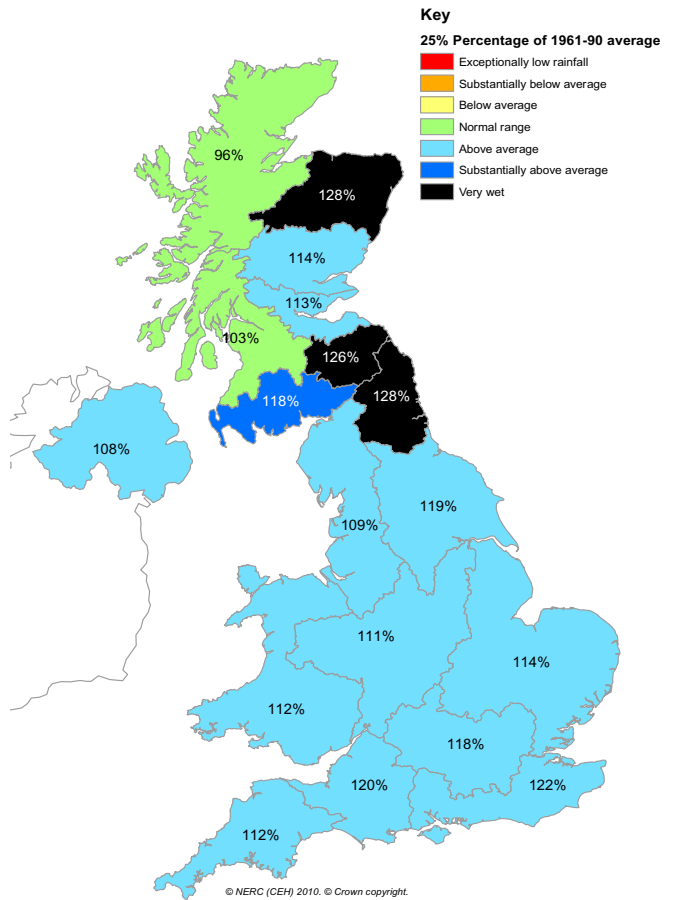 Key
25% Percentage of 1961-90 average
Exceptionally low rainfall
Substantially below average
Below average
Normal range
Above average
Substantially above average
Very wet
96%
128%
114%
113%
103%
126%
128%
118%
108%
119%
109%
111%
114%
112%
118%
120%
122%
112%
© NERC (CEH) 2010. © Crown copyright.